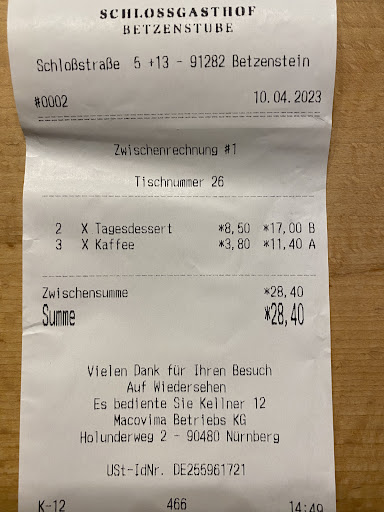 SCHLOSSGASTHOF
BETZENSTUBE
Schloßstraße 5 +13 - 91282 Betzenstein
#0002 10.04.2023
Zwischenrechnung #1
Tischnummer 26
2 X Tagesdessert *8,50 *17,00 B
3 X Kaffee *3,80 *11,40 A
Zwischensumme *28,40
Summe *28,40
Vielen Dank für Ihren Besuch
Auf Wiedersehen
Es bediente Sie Kellner 12
Macovima Betriebs KG
Holunderweg 2 - 90480 Nürnberg
USt-IdNr. DE255961721
K-12 466 14:49